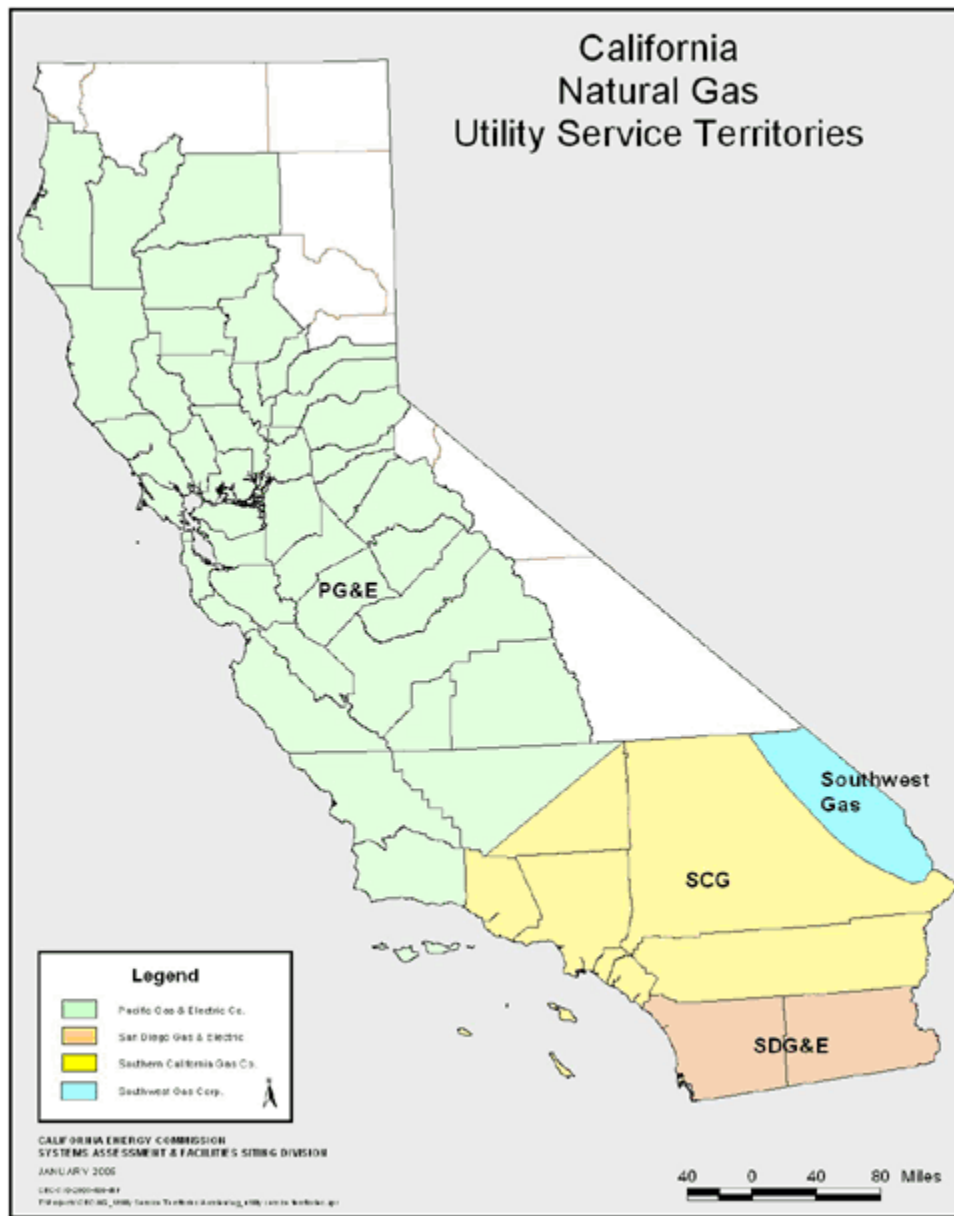 California
Natural Gas
Utility Service Territories
PG&E
Southwest
Gas
SCG
SDG&E
Legend
Pacific Gas & Electric Co.
San Diego Gas & Electric
Southern California Gas Co.
Southwest Gas Corp.
CALIFORNIA ENERGY COMMISSION
SYSTEMS ASSESSMENT & FACILITIES SITING DIVISION
JANUARY 2005
40 0 40 80 Miles